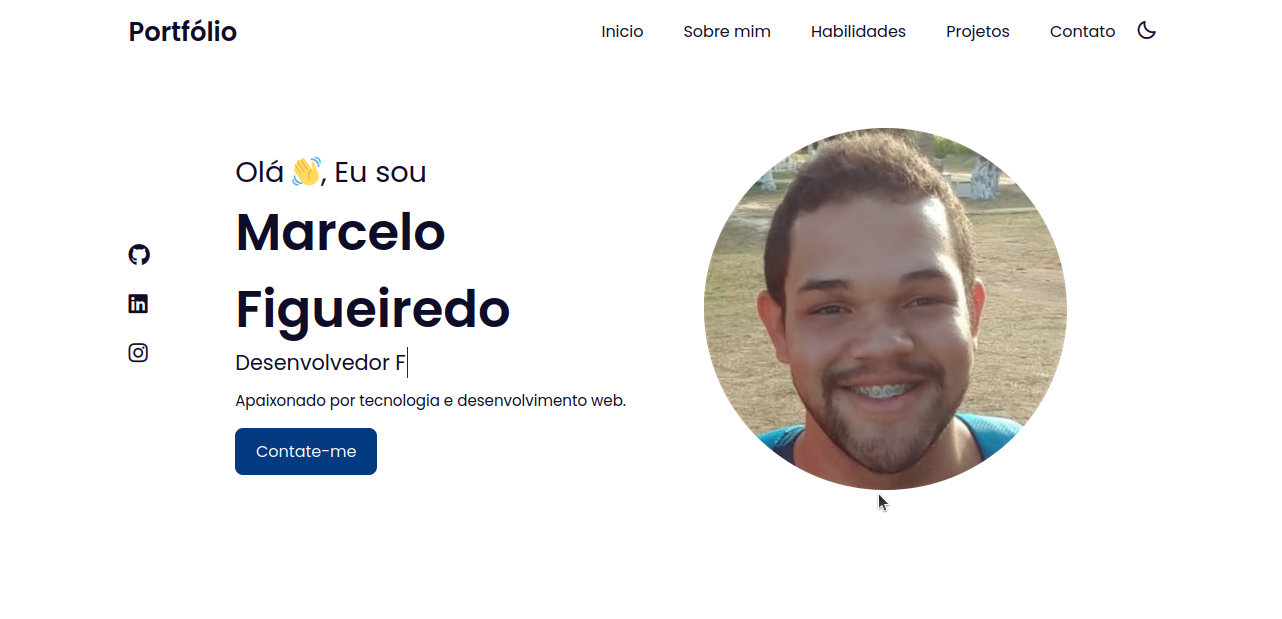 Portfólio
Inicio Sobre mim Habilidades Projetos Contato
Olá 👋, Eu sou
Marcelo
Figueiredo
Desenvolvedor F
Apaixonado por tecnologia e desenvolvimento web.
Contate-me